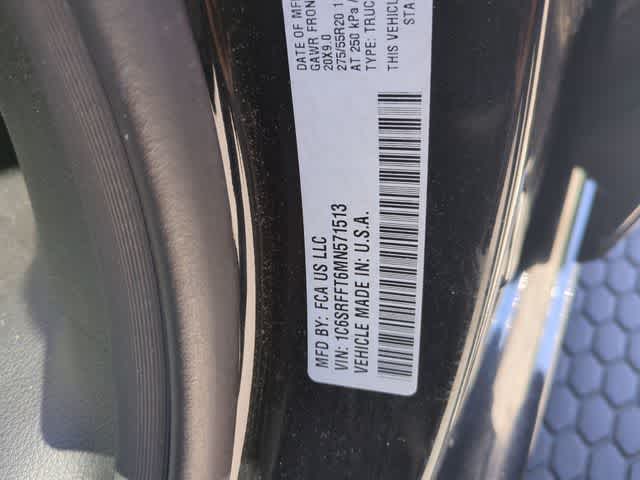 DATE OF MF
GAWR FRON
20X9.0
275/55R20 1
AT 250 kPa /
TYPE: TRUC
THIS VEHICL
STA
MFD BY: FCA US LLC
VIN: 1C6SRFFT6MN571513
VEHICLE MADE IN: U.S.A.